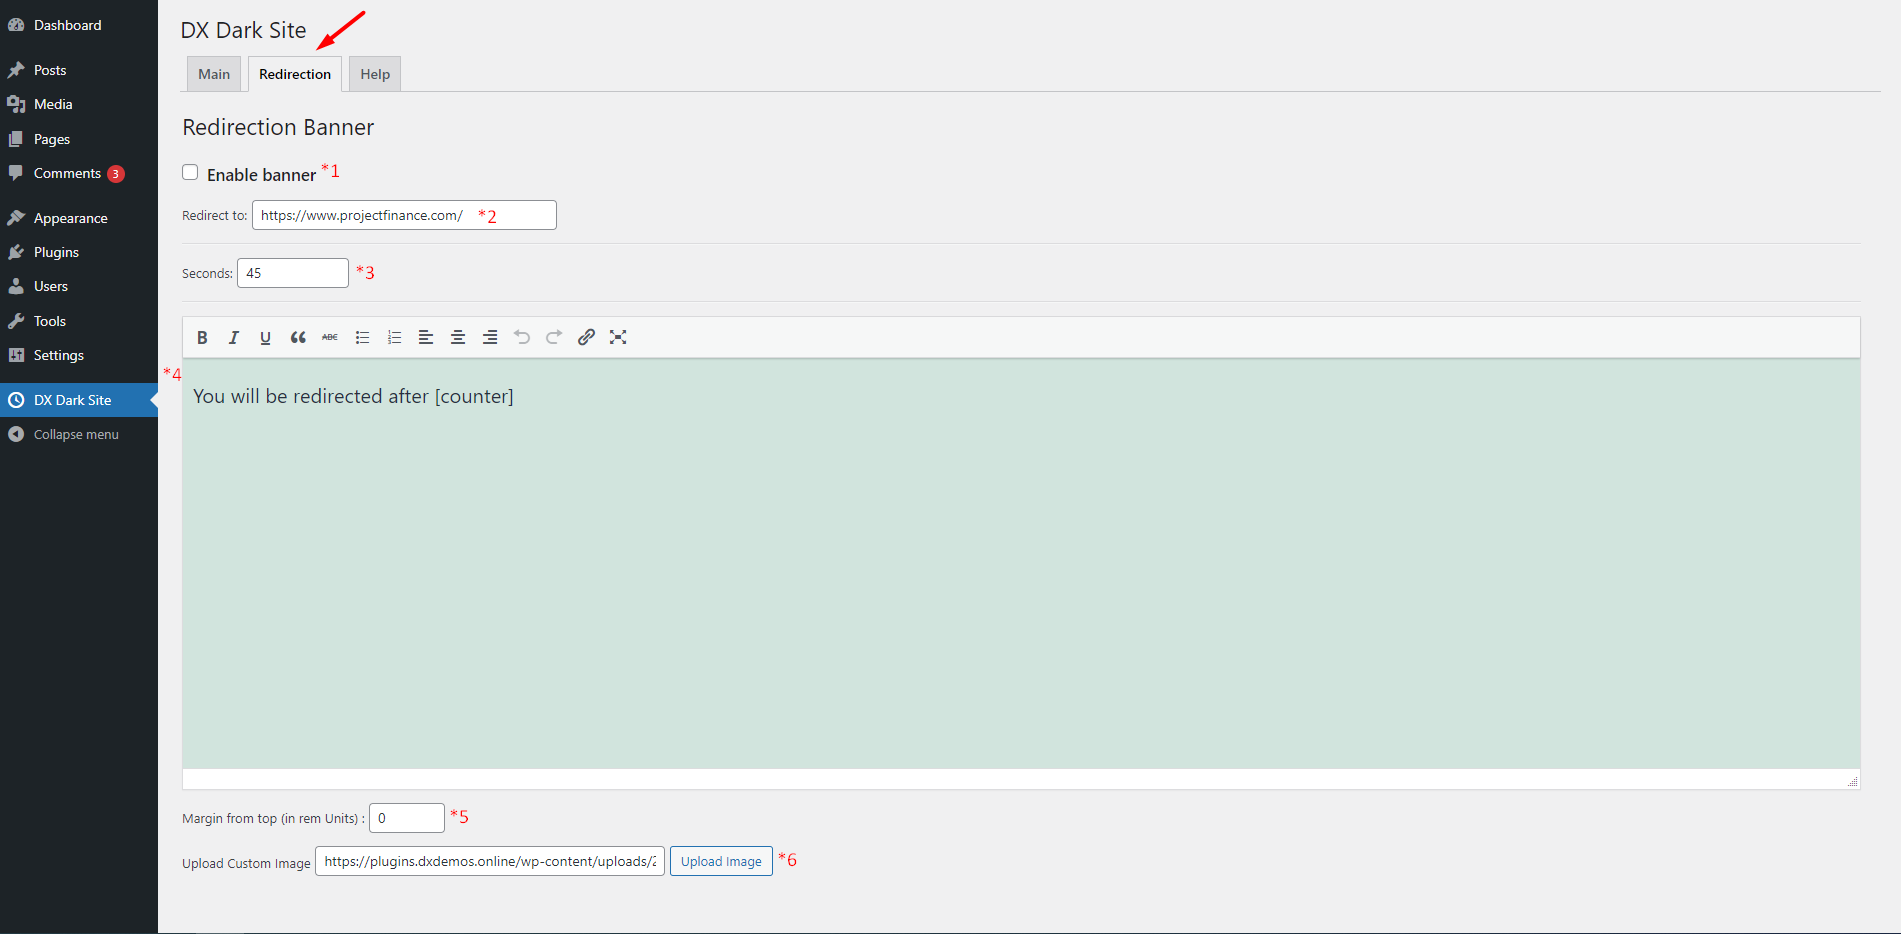 Dashboard
Posts
Media
Pages
Comments 3
Appearance
Plugins
Users
Tools
Settings
DX Dark Site
Collapse menu
DX Dark Site
Main Redirection Help
Redirection Banner
Enable banner *1
Redirect to: https://www.projectfinance.com/ *2
Seconds: 45 *3
B I U ABC
*4
You will be redirected after [counter]
Margin from top (in rem Units) : 0 *5
Upload Custom Image https://plugins.dxdemos.online/wp-content/uploads/2 Upload Image *6